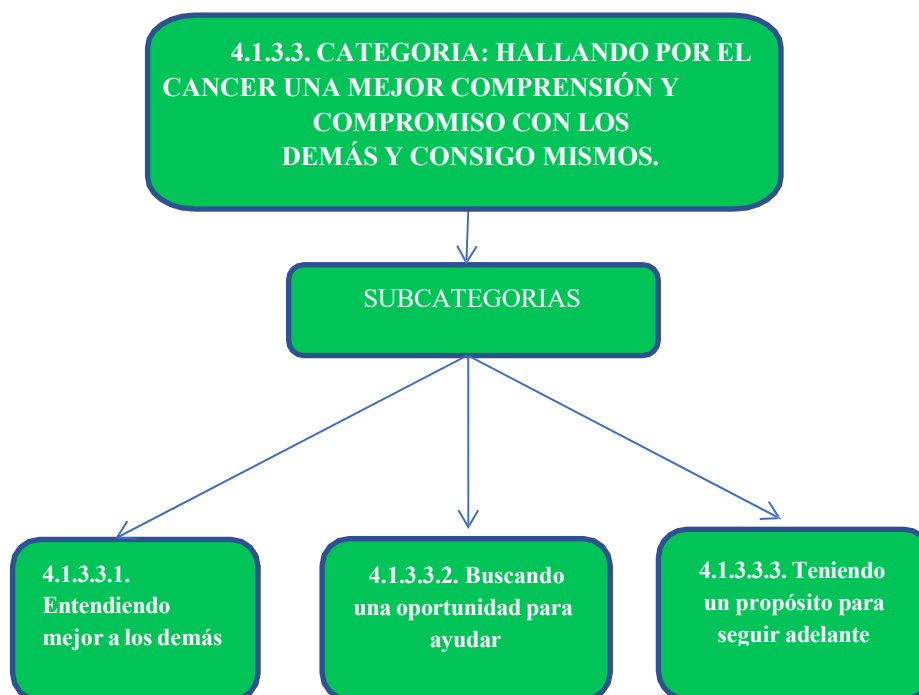 4.1.3.3. CATEGORIA: HALLANDO POR EL
CANCER UNA MEJOR COMPRENSIÓN Y
COMPROMISO CON LOS
DEMÁS Y CONSIGO MISMOS.
SUBCATEGORIAS
4.1.3.3.1.
Entendiendo
mejor a los demás
4.1.3.3.2. Buscando
una oportunidad para
ayudar
4.1.3.3.3. Teniendo
un propósito para
seguir adelante